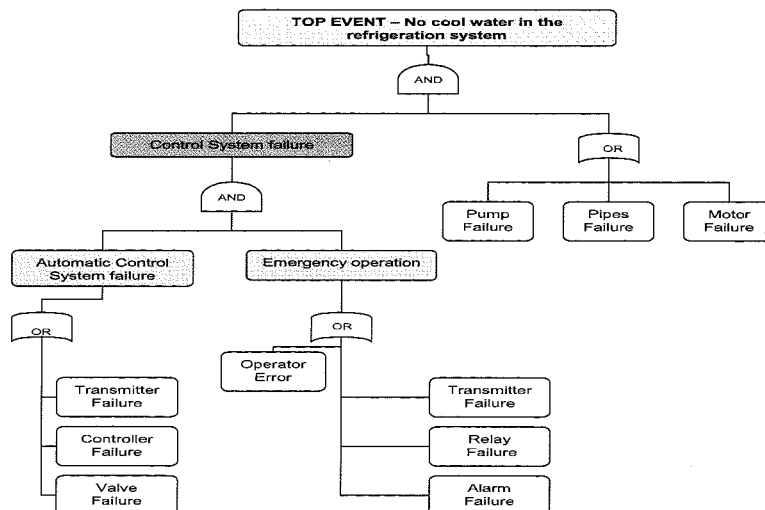 TOP EVENT – No cool water in the
refrigeration system
AND
Control System failure
OR
AND
Pump
Failure
Pipes
Failure
Motor
Failure
Automatic Control
System failure
Emergency operation
OR
OR
Operator
Error
Transmitter
Failure
Transmitter
Failure
Controller
Failure
Relay
Failure
Valve
Failure
Alarm
Failure